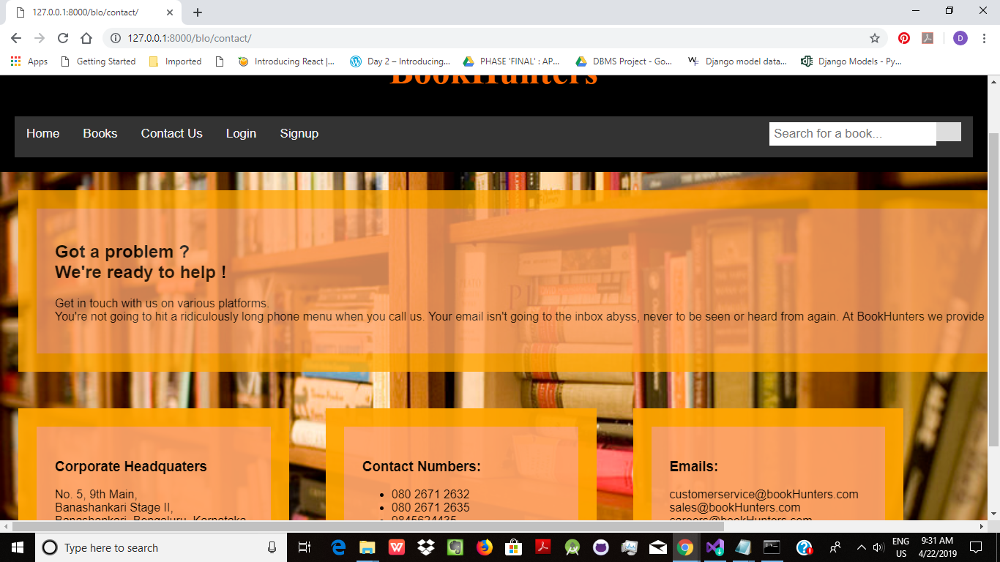 127.0.0.1:8000/blo/contact/
127.0.0.1:8000/blo/contact/
D
Apps
Getting Started
Imported
Introducing React |...
Day 2 – Introducing...
PHASE 'FINAL' : AP...
DBMS Project - Go...
Django model data...
Django Models - Py...
BookHunters
Home
Books
Contact Us
Login
Signup
Search for a book...
Got a problem ?
We're ready to help !
Get in touch with us on various platforms.
You're not going to hit a ridiculously long phone menu when you call us. Your email isn't going to the inbox abyss, never to be seen or heard from again. At BookHunters we provide
Corporate Headquaters
No. 5, 9th Main,
Banashankari Stage II,
Banashankari, Bengaluru, Karnataka
Contact Numbers:
080 2671 2632
080 2671 2635
9845624435
Emails:
customerservice@bookHunters.com
sales@bookHunters.com
careers@bookHunters.com
Type here to search
ENG
US
9:31 AM
4/22/2019